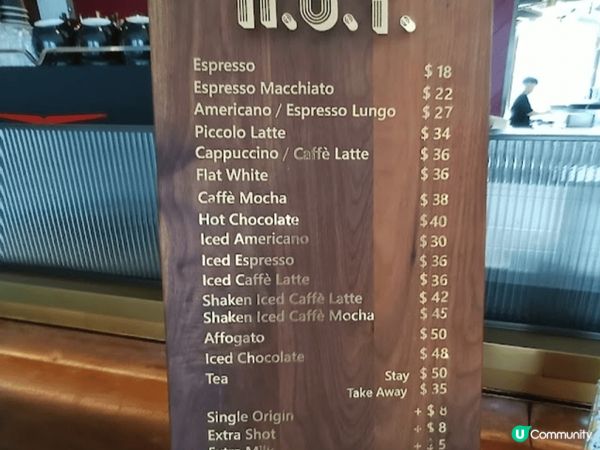 N.O.T.
Espresso $18
Espresso Macchiato $22
Americano / Espresso Lungo $27
Piccolo Latte $34
Cappuccino / Caffè Latte $36
Flat White $36
Caffè Mocha $38
Hot Chocolate $40
Iced Americano $30
Iced Espresso $36
Iced Caffè Latte $36
Shaken Iced Caffè Latte $42
Shaken Iced Caffè Mocha $45
Affogato $50
Iced Chocolate $48
Tea Stay $50
Take Away $35
Single Origin + $8
Extra Shot + $8
Extra
U Community